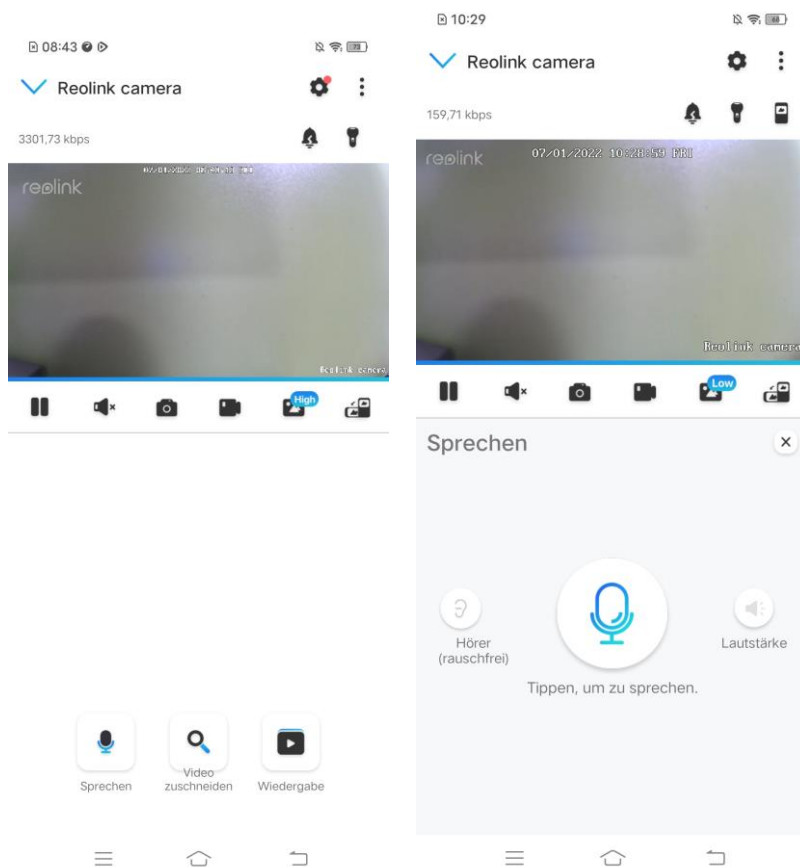 08:43
73
Reolink camera
3301,73 kbps
reolink
Reolink camera
High
Sprechen
Video
zuschneiden
Wiedergabe
10:29
68
Reolink camera
159,71 kbps
reolink
07/01/2022 10:28:59 FRI
Reolink camera
Low
Sprechen
Hörer
(rauschfrei)
Lautstärke
Tippen, um zu sprechen.